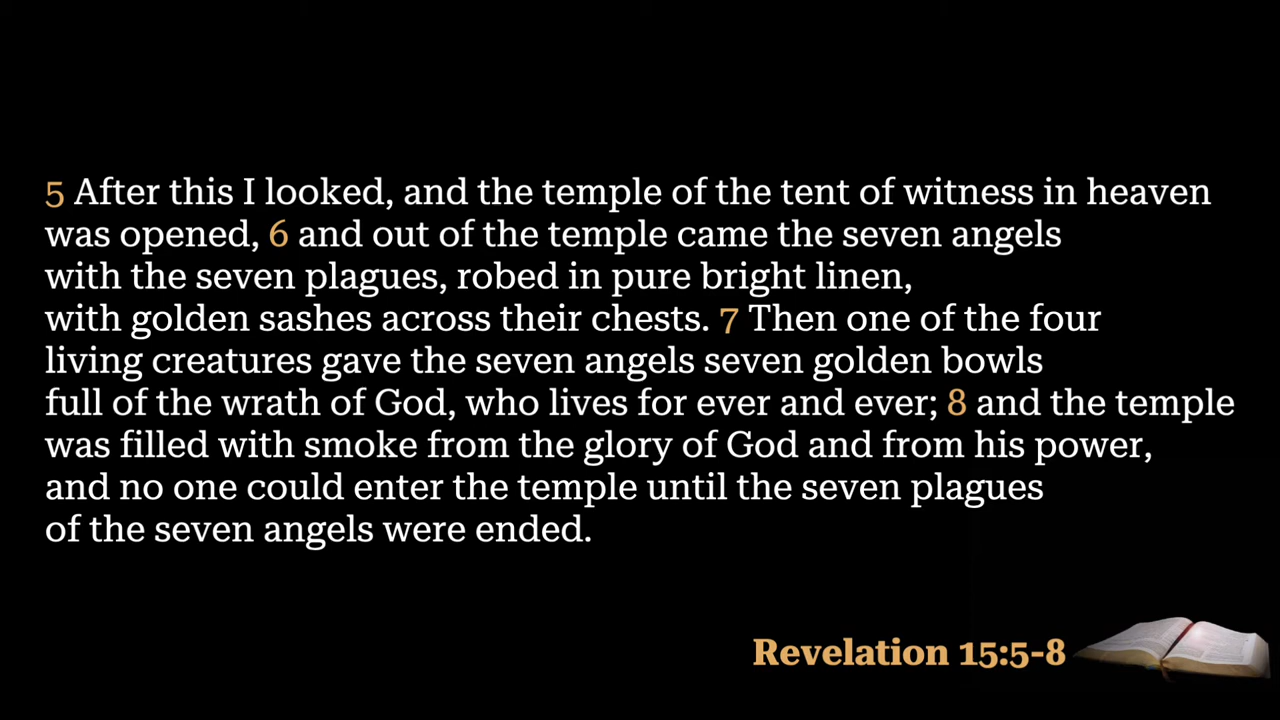 5 After this I looked, and the temple of the tent of witness in heaven
was opened, 6 and out of the temple came the seven angels
with the seven plagues, robed in pure bright linen,
with golden sashes across their chests. 7 Then one of the four
living creatures gave the seven angels seven golden bowls
full of the wrath of God, who lives for ever and ever; 8 and the temple
was filled with smoke from the glory of God and from his power,
and no one could enter the temple until the seven plagues
of the seven angels were ended.
Revelation 15:5-8